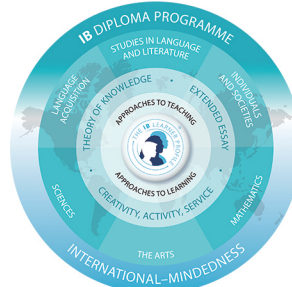 IB DIPLOMA PROGRAMME
STUDIES IN LANGUAGE
AND LITERATURE
LANGUAGE
ACQUISITION
INDIVIDUALS
AND SOCIETIES
THEORY OF KNOWLEDGE
EXTENDED ESSAY
APPROACHES TO TEACHING
THE IB LEARNER PROFILE
APPROACHES TO LEARNING
CREATIVITY, ACTIVITY, SERVICE
SCIENCES
MATHEMATICS
THE ARTS
INTERNATIONAL–MINDEDNESS